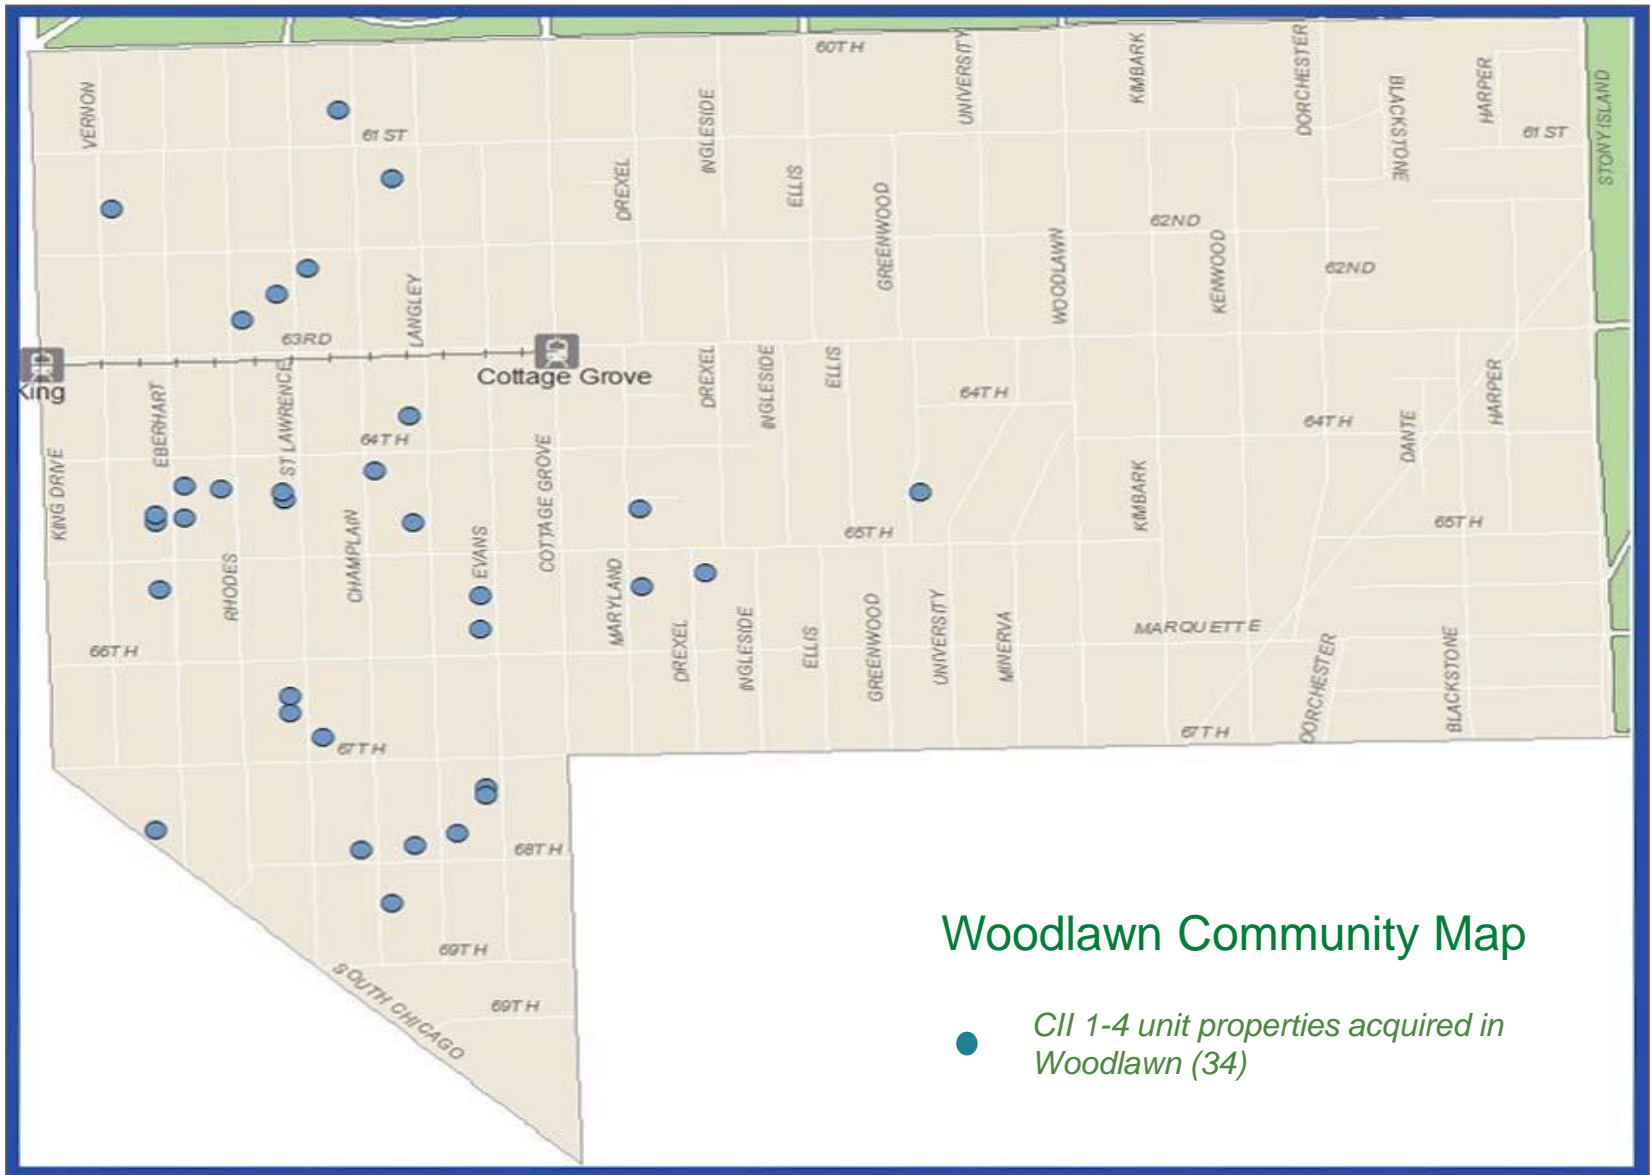 60TH
VERNON
INGLESIDE
UNIVERSITY
KIMBARK
DORCHESTER
BLACKSTONE
HARPER
STONY ISLAND
61 ST
61 ST
DREXEL
ELLIS
GREENWOOD
62ND
WOODLAWN
KENWOOD
62ND
LANGLEY
63RD
King
Cottage Grove
EBERHART
ST LAWRENCE
DREXEL
INGLESIDE
ELLIS
64TH
64TH
64TH
DANTE
HARPER
KING DRIVE
COTTAGE GROVE
KIMBARK
CHAMPLAIN
EVANS
65TH
65TH
RHODES
MARYLAND
66TH
DREXEL
INGLESIDE
ELLIS
GREENWOOD
UNIVERSITY
MINERVA
MARQUETTE
DORCHESTER
BLACKSTONE
67TH
67TH
68TH
69TH
SOUTH CHICAGO
69TH
Woodlawn Community Map
CII 1-4 unit properties acquired in
Woodlawn (34)